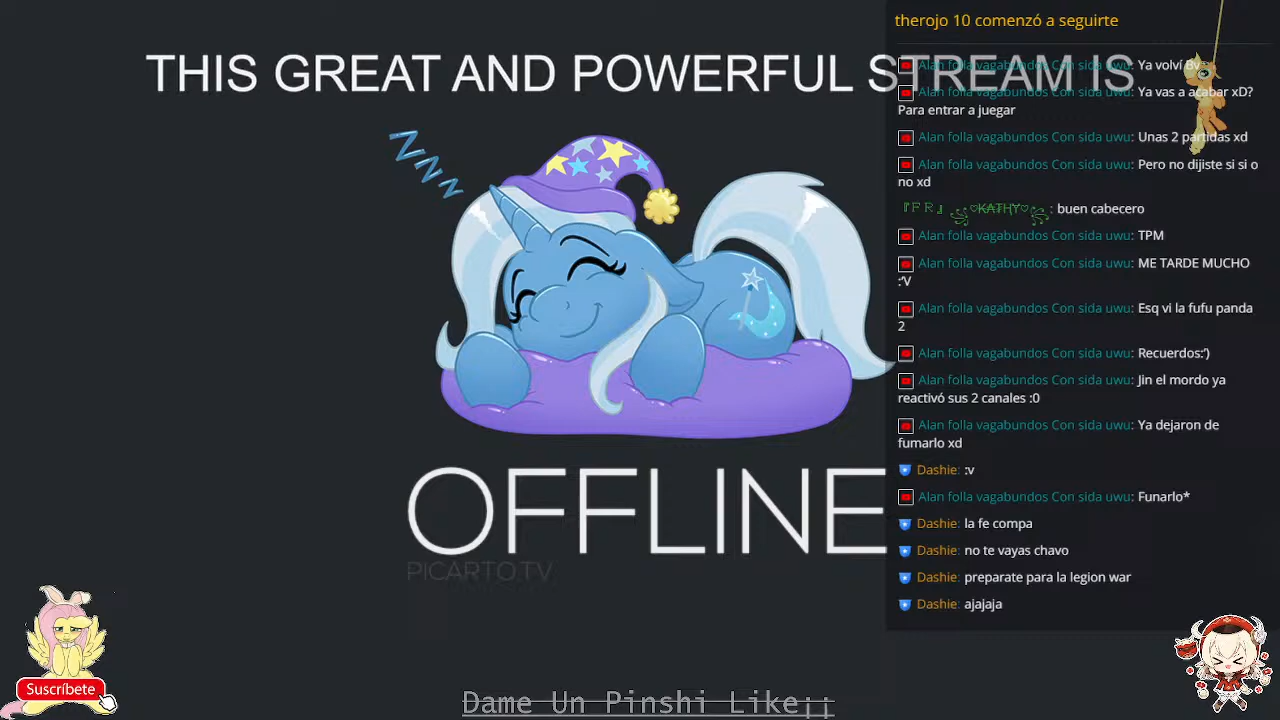 therojo 10 comenzó a seguirte
THIS GREAT AND POWERFUL STREAM IS
NNN
OFFLINE
PICARTO.TV
Alan folla vagabundos Con sida uwu: Ya volví Bv
Alan folla vagabundos Con sida uwu: Ya vas a acabar xD?
Para entrar a juegar
Alan folla vagabundos Con sida uwu: Unas 2 partidas xd
Alan folla vagabundos Con sida uwu: Pero no dijiste si si o
no xd
『ＦＲ』꧁♡KATHY♡꧂: buen cabecero
Alan folla vagabundos Con sida uwu: TPM
Alan folla vagabundos Con sida uwu: ME TARDE MUCHO
:'V
Alan folla vagabundos Con sida uwu: Esq vi la fufu panda
2
Alan folla vagabundos Con sida uwu: Recuerdos:')
Alan folla vagabundos Con sida uwu: Jin el mordo ya
reactivó sus 2 canales :0
Alan folla vagabundos Con sida uwu: Ya dejaron de
fumarlo xd
Dashie: :v
Alan folla vagabundos Con sida uwu: Funarlo*
Dashie: la fe compa
Dashie: no te vayas chavo
Dashie: preparate para la legion war
Dashie: ajajaja
Suscríbete
Dame Un Pinshi Like¡¡